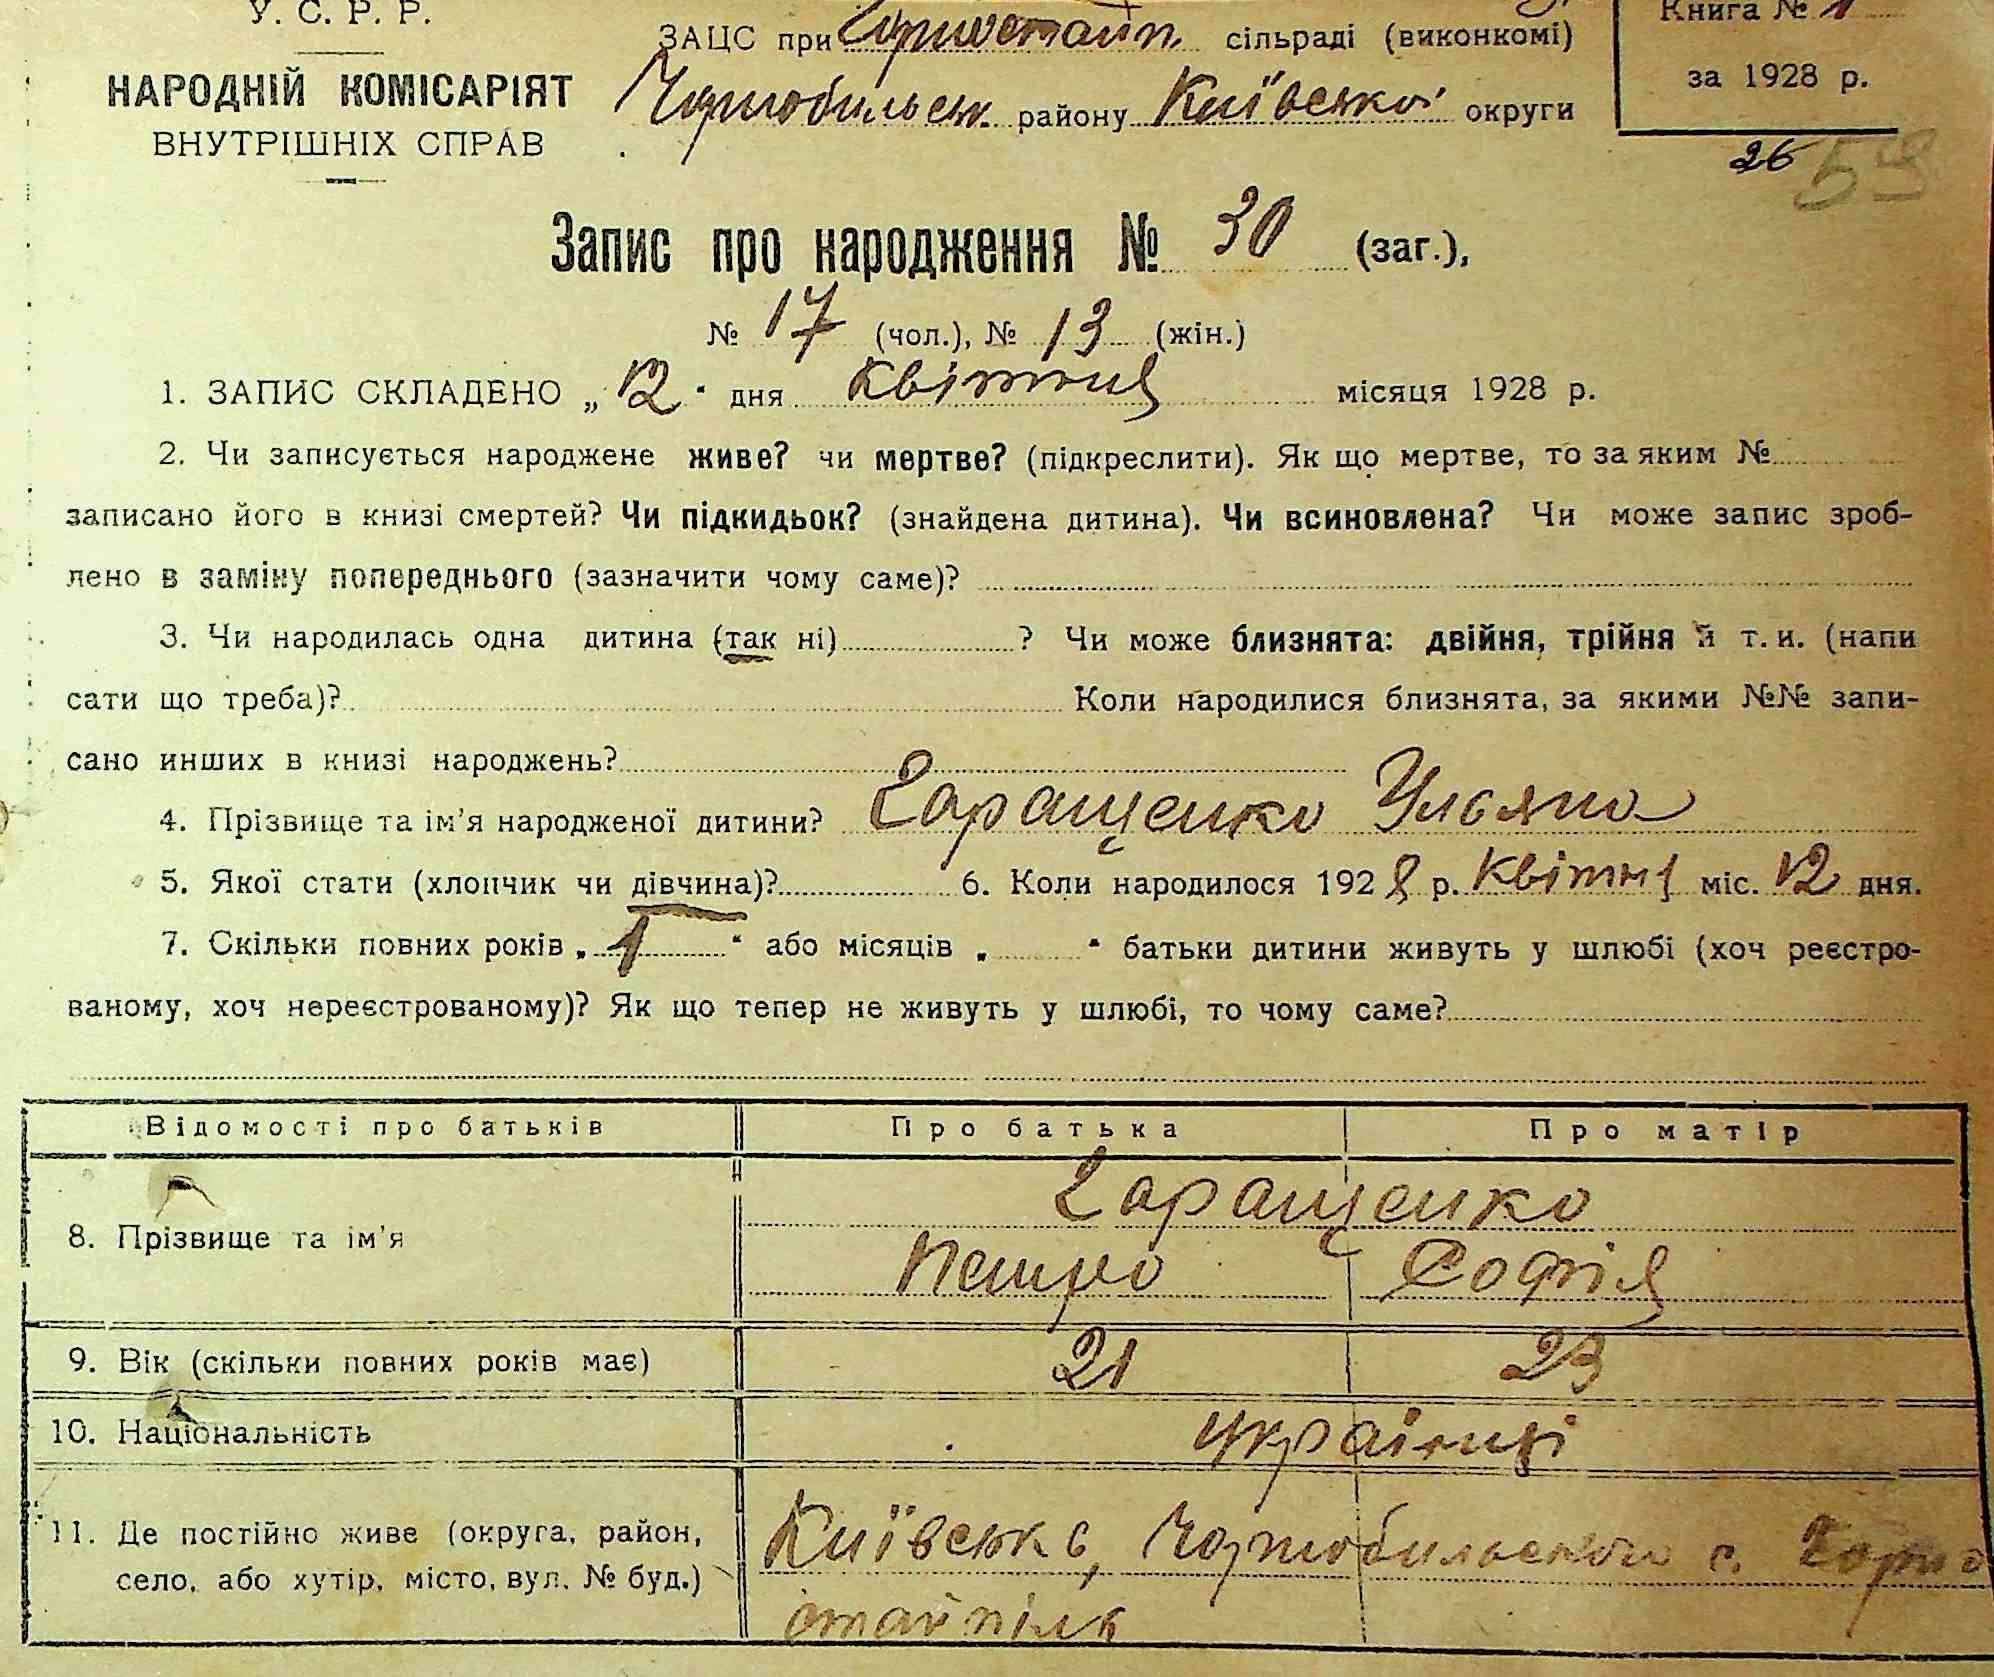 У. С. Р. Р.
НАРОДНІЙ КОМІСАРІЯТ
ВНУТРІШНІХ СПРАВ
ЗАЦС при Горностайп. сільраді (виконкомі)
Чорнобильськ. району Київської округи
Книга № 1
за 1928 р.
26 59
Запис про народження № 30 (заг.),
№ 17 (чол.), № 13 (жін.)
1. ЗАПИС СКЛАДЕНО „12“ дня квітня місяця 1928 р.
2. Чи записується народжене живе? чи мертве? (підкреслити). Як що мертве, то за яким №
записано його в книзі смертей? Чи підкидьок? (знайдена дитина). Чи всиновлена? Чи може запис зроб-
лено в заміну попереднього (зазначити чому саме)?
3. Чи народилась одна дитина (так ні) ? Чи може близнята: двійня, трійня й т. и. (напи
сати що треба)? Коли народилися близнята, за якими №№ запи-
сано инших в книзі народжень?
4. Прізвище та ім'я народженої дитини? Гаращенко Ульяна
5. Якої стати (хлопчик чи дівчина)? 6. Коли народилося 1928 р. квітня міс. 12 дня.
7. Скільки повних років „1“ або місяців „ “ батьки дитини живуть у шлюбі (хоч реєстро-
ваному, хоч нереєстрованому)? Як що тепер не живуть у шлюбі, то чому саме?
Відомості про батьків Про батька Про матір
Гаращенко
8. Прізвище та ім'я
Петро Софія
9. Вік (скільки повних років має) 21 23
10. Національність українці
11. Де постійно живе (округа, район, Київськ., Чорнобильського с. Горно
село, або хутір, місто, вул. № буд.)
стайпіль